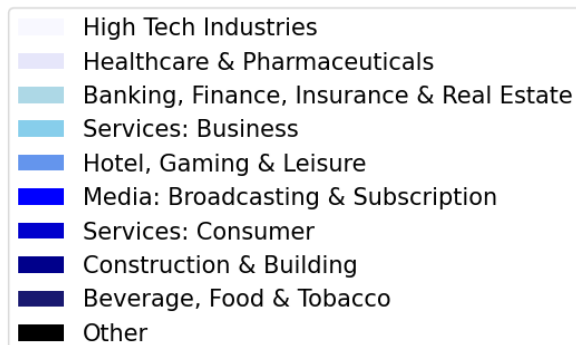 High Tech Industries
Healthcare & Pharmaceuticals
Banking, Finance, Insurance & Real Estate
Services: Business
Hotel, Gaming & Leisure
Media: Broadcasting & Subscription
Services: Consumer
Construction & Building
Beverage, Food & Tobacco
Other